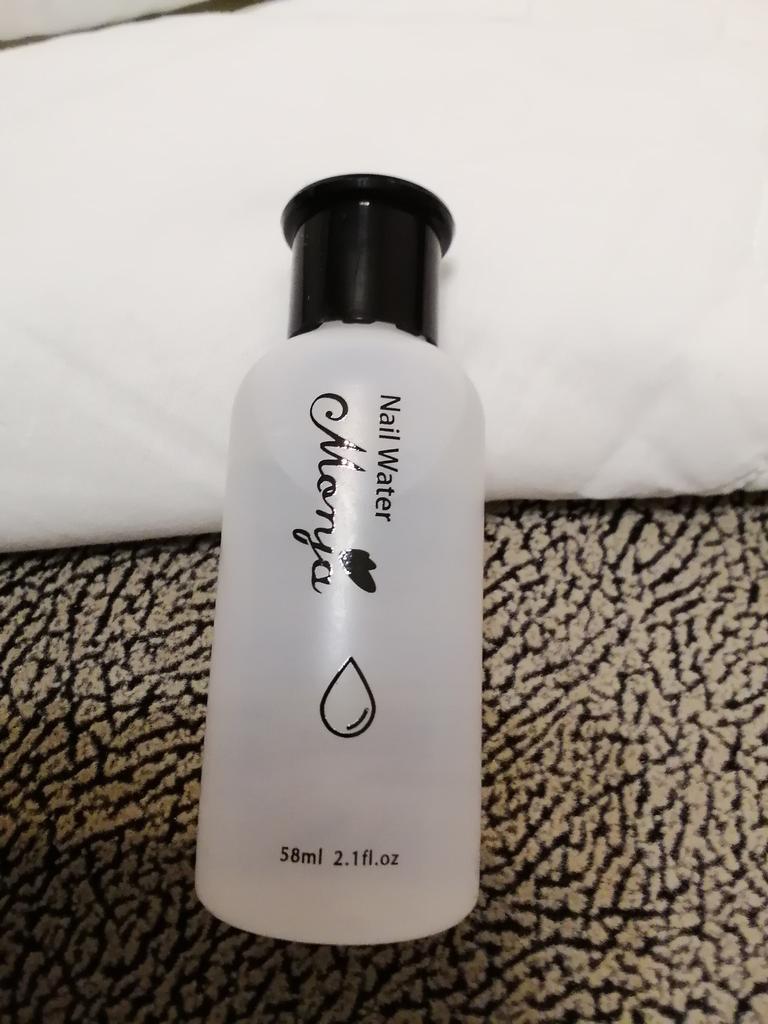 Nail Water
Monja
58ml 2.1fl.oz